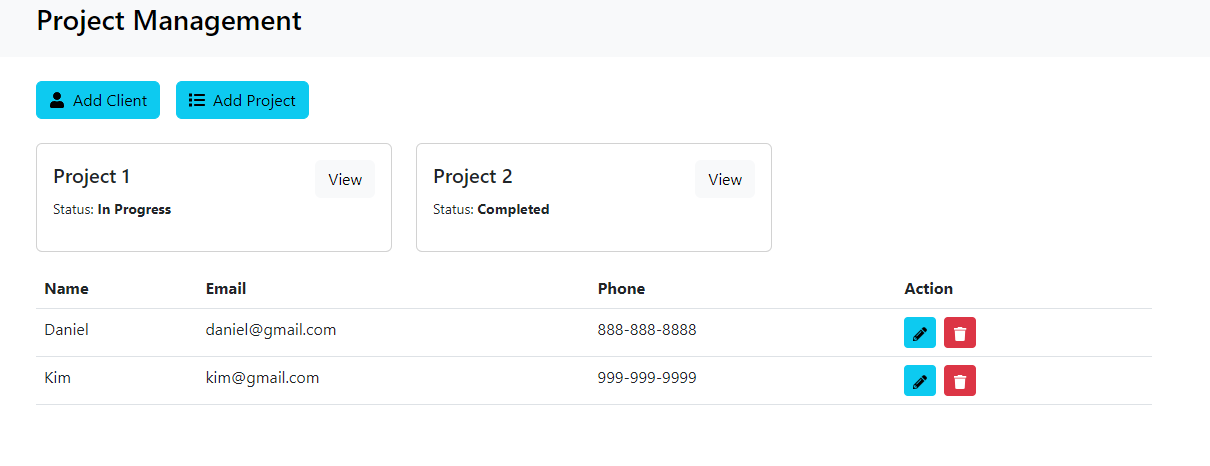 Project Management
Add Client Add Project
Project 1 View Project 2 View
Status: In Progress Status: Completed
Name Email Phone Action
Daniel daniel@gmail.com 888-888-8888
Kim kim@gmail.com 999-999-9999